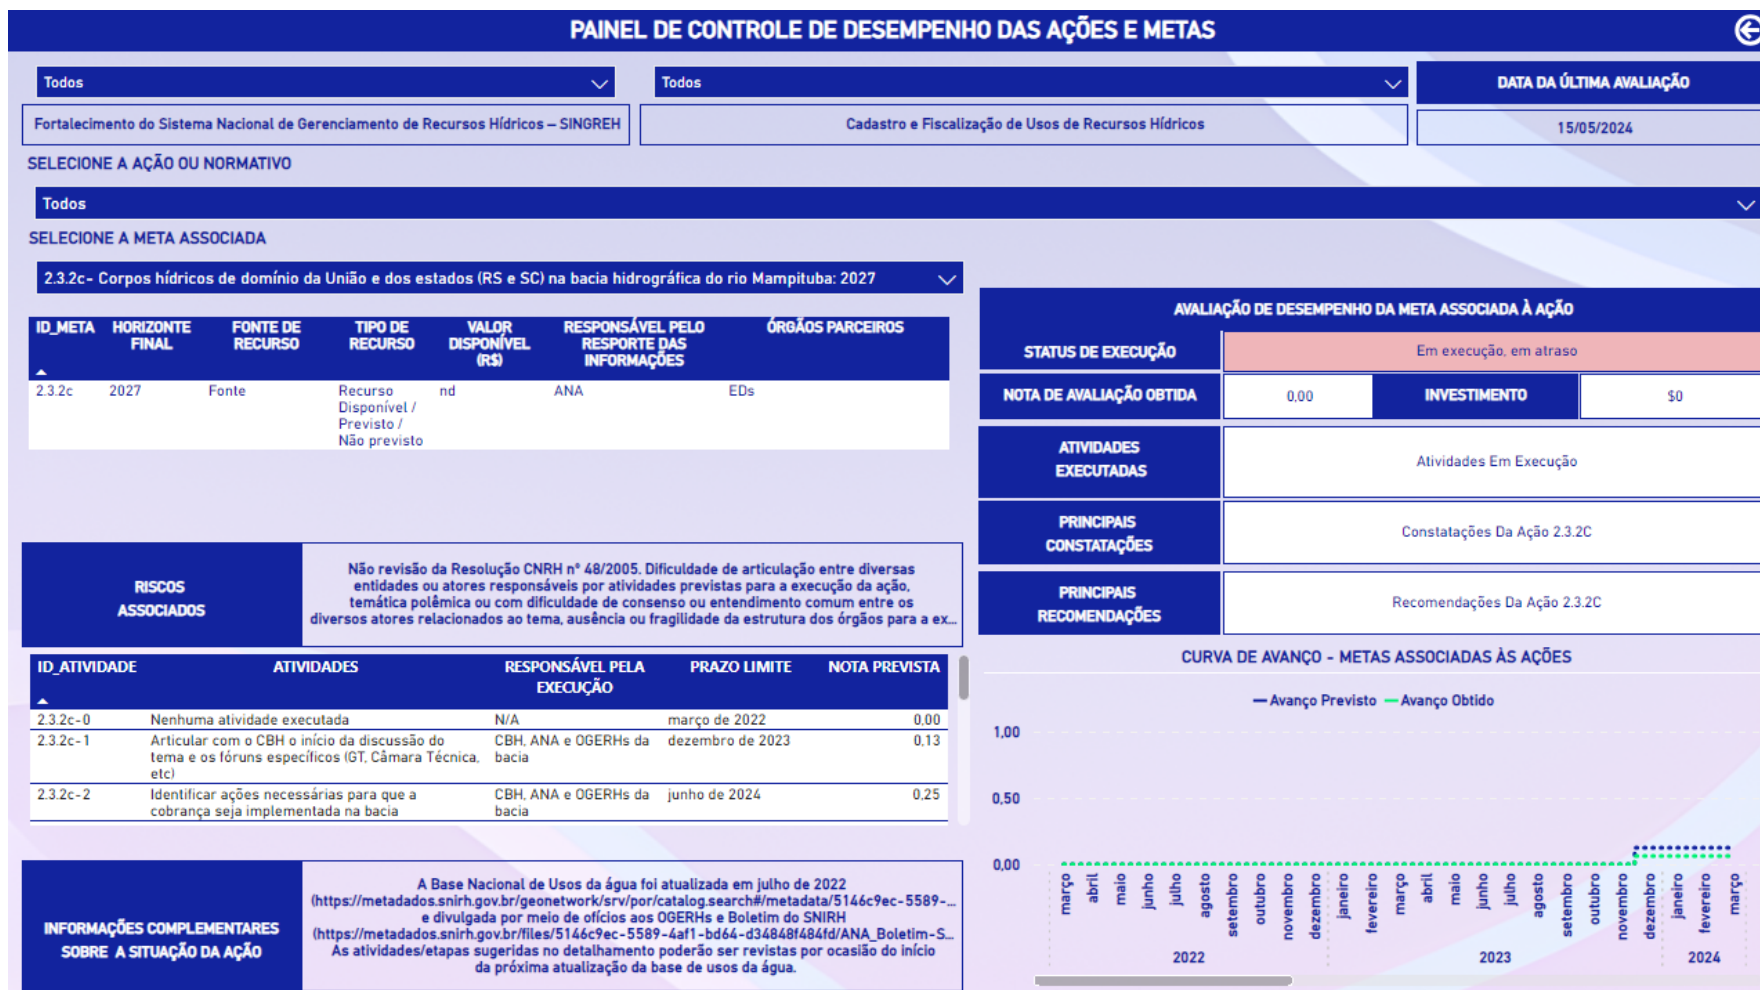 PAINEL DE CONTROLE DE DESEMPENHO DAS AÇÕES E METAS
Todos
Todos
DATA DA ÚLTIMA AVALIAÇÃO
Fortalecimento do Sistema Nacional de Gerenciamento de Recursos Hídricos – SINGREH
Cadastro e Fiscalização de Usos de Recursos Hídricos
15/05/2024
SELECIONE A AÇÃO OU NORMATIVO
Todos
SELECIONE A META ASSOCIADA
2.3.2c- Corpos hídricos de domínio da União e dos estados (RS e SC) na bacia hidrográfica do rio Mampituba: 2027
ID_META
HORIZONTE
FINAL
FONTE DE
RECURSO
TIPO DE
RECURSO
VALOR
DISPONÍVEL
(R$)
RESPONSÁVEL PELO
RESPORTE DAS
INFORMAÇÕES
ÓRGÃOS PARCEIROS
2.3.2c
2027
Fonte
Recurso
Disponível /
Previsto /
Não previsto
nd
ANA
EDs
RISCOS
ASSOCIADOS
Não revisão da Resolução CNRH nº 48/2005. Dificuldade de articulação entre diversas
entidades ou atores responsáveis por atividades previstas para a execução da ação,
temática polêmica ou com dificuldade de consenso ou entendimento comum entre os
diversos atores relacionados ao tema, ausência ou fragilidade da estrutura dos órgãos para a ex...
ID_ATIVIDADE
ATIVIDADES
RESPONSÁVEL PELA
EXECUÇÃO
PRAZO LIMITE
NOTA PREVISTA
2.3.2c-0
Nenhuma atividade executada
N/A
março de 2022
0,00
2.3.2c-1
Articular com o CBH o início da discussão do
tema e os fóruns específicos (GT, Câmara Técnica,
etc)
CBH, ANA e OGERHs da
bacia
dezembro de 2023
0,13
2.3.2c-2
Identificar ações necessárias para que a
cobrança seja implementada na bacia
CBH, ANA e OGERHs da
bacia
junho de 2024
0,25
INFORMAÇÕES COMPLEMENTARES
SOBRE A SITUAÇÃO DA AÇÃO
A Base Nacional de Usos da água foi atualizada em julho de 2022
(https://metadados.snirh.gov.br/geonetwork/srv/por/catalog.search#/metadata/5146c9ec-5589-...
e divulgada por meio de ofícios aos OGERHs e Boletim do SNIRH
(https://metadados.snirh.gov.br/files/5146c9ec-5589-4af1-bd64-d34848f484fd/ANA_Boletim-S...
As atividades/etapas sugeridas no detalhamento poderão ser revistas por ocasião do início
da próxima atualização da base de usos da água.
AVALIAÇÃO DE DESEMPENHO DA META ASSOCIADA À AÇÃO
STATUS DE EXECUÇÃO
Em execução, em atraso
NOTA DE AVALIAÇÃO OBTIDA
0,00
INVESTIMENTO
$0
ATIVIDADES
EXECUTADAS
Atividades Em Execução
PRINCIPAIS
CONSTATAÇÕES
Constatações Da Ação 2.3.2C
PRINCIPAIS
RECOMENDAÇÕES
Recomendações Da Ação 2.3.2C
CURVA DE AVANÇO - METAS ASSOCIADAS ÀS AÇÕES
Avanço Previsto
Avanço Obtido
1,00
0,50
0,00
março
abril
maio
junho
julho
agosto
setembro
outubro
novembro
dezembro
janeiro
fevereiro
março
abril
maio
junho
julho
agosto
setembro
outubro
novembro
dezembro
janeiro
fevereiro
março
2022
2023
2024